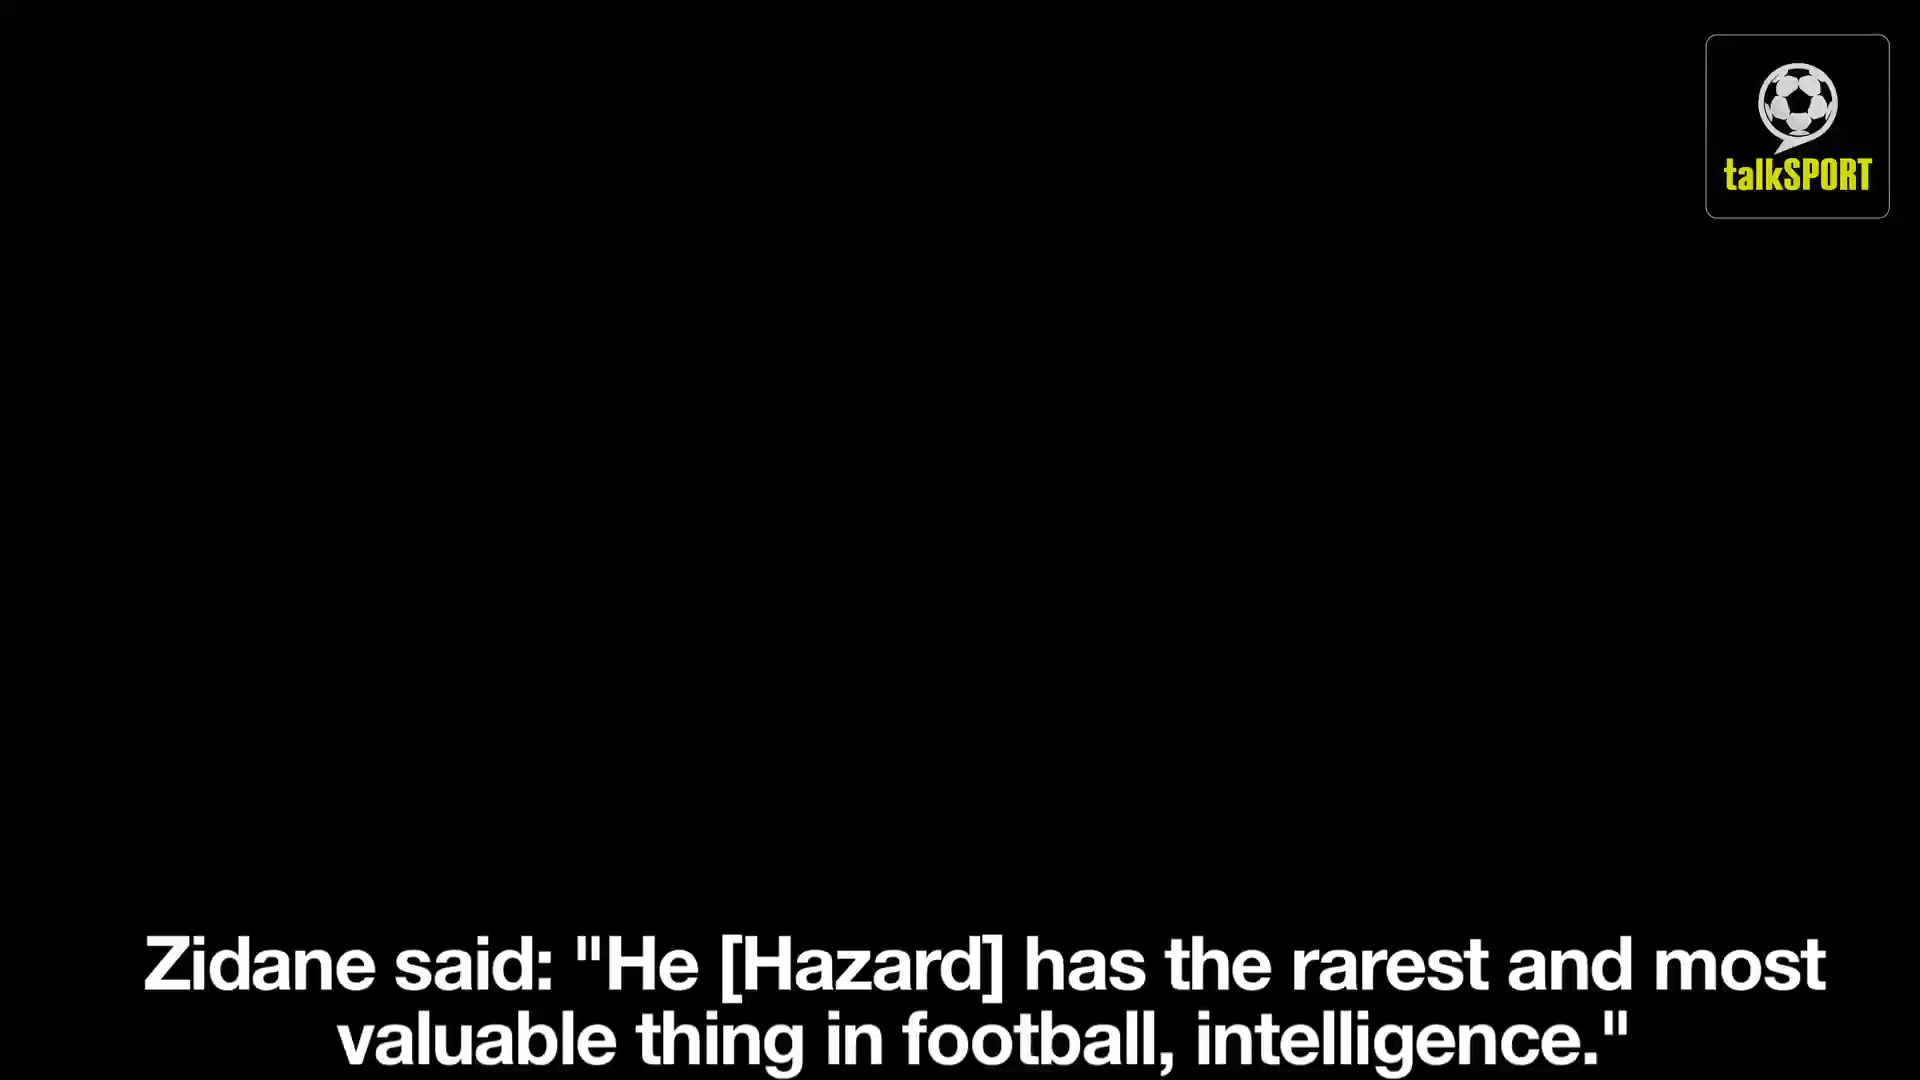 talkSPORT
Zidane said: "He [Hazard] has the rarest and most
valuable thing in football, intelligence."